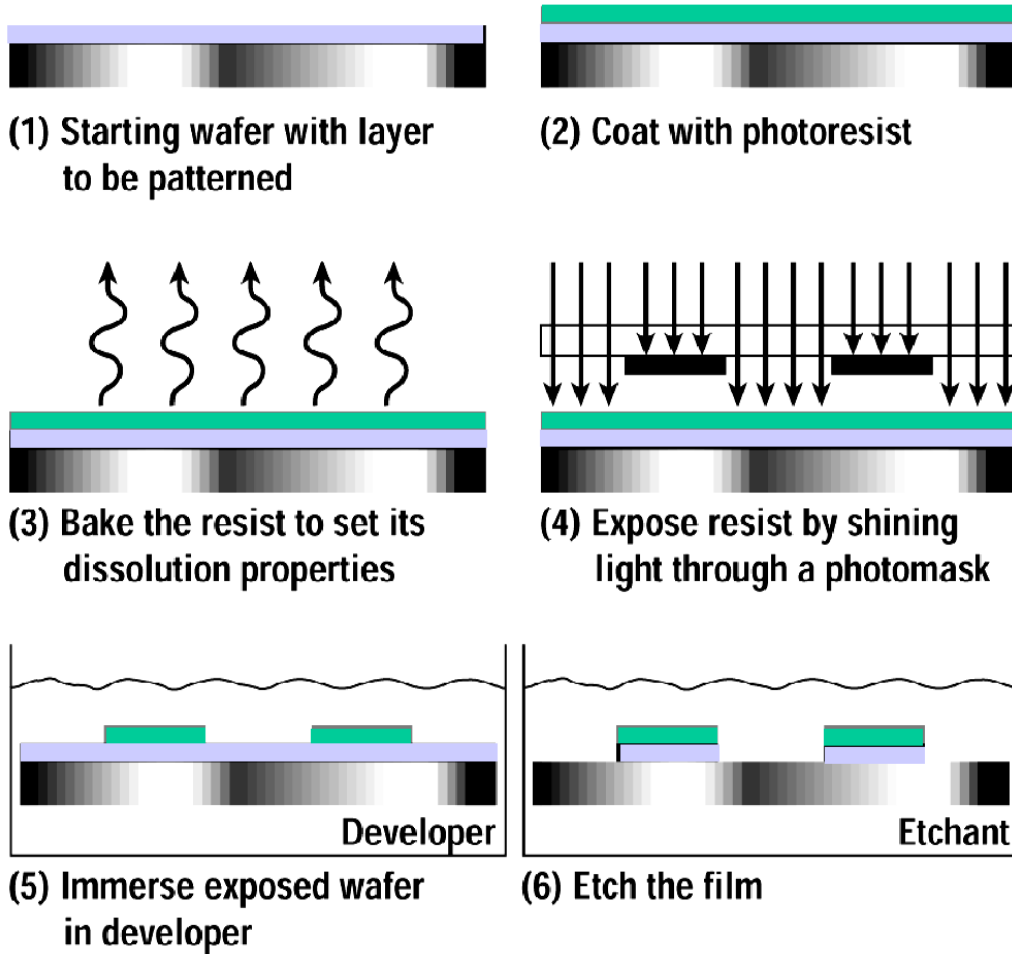 (1) Starting wafer with layer
to be patterned
(2) Coat with photoresist
(3) Bake the resist to set its
dissolution properties
(4) Expose resist by shining
light through a photomask
Developer
(5) Immerse exposed wafer
in developer
Etchant
(6) Etch the film